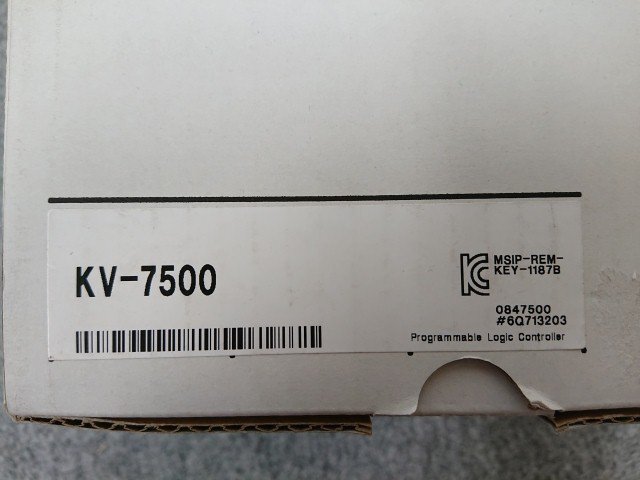 KV-7500
MSIP-REM-
KEY-1187B
0847500
#6Q713203
Programmable Logic Controller